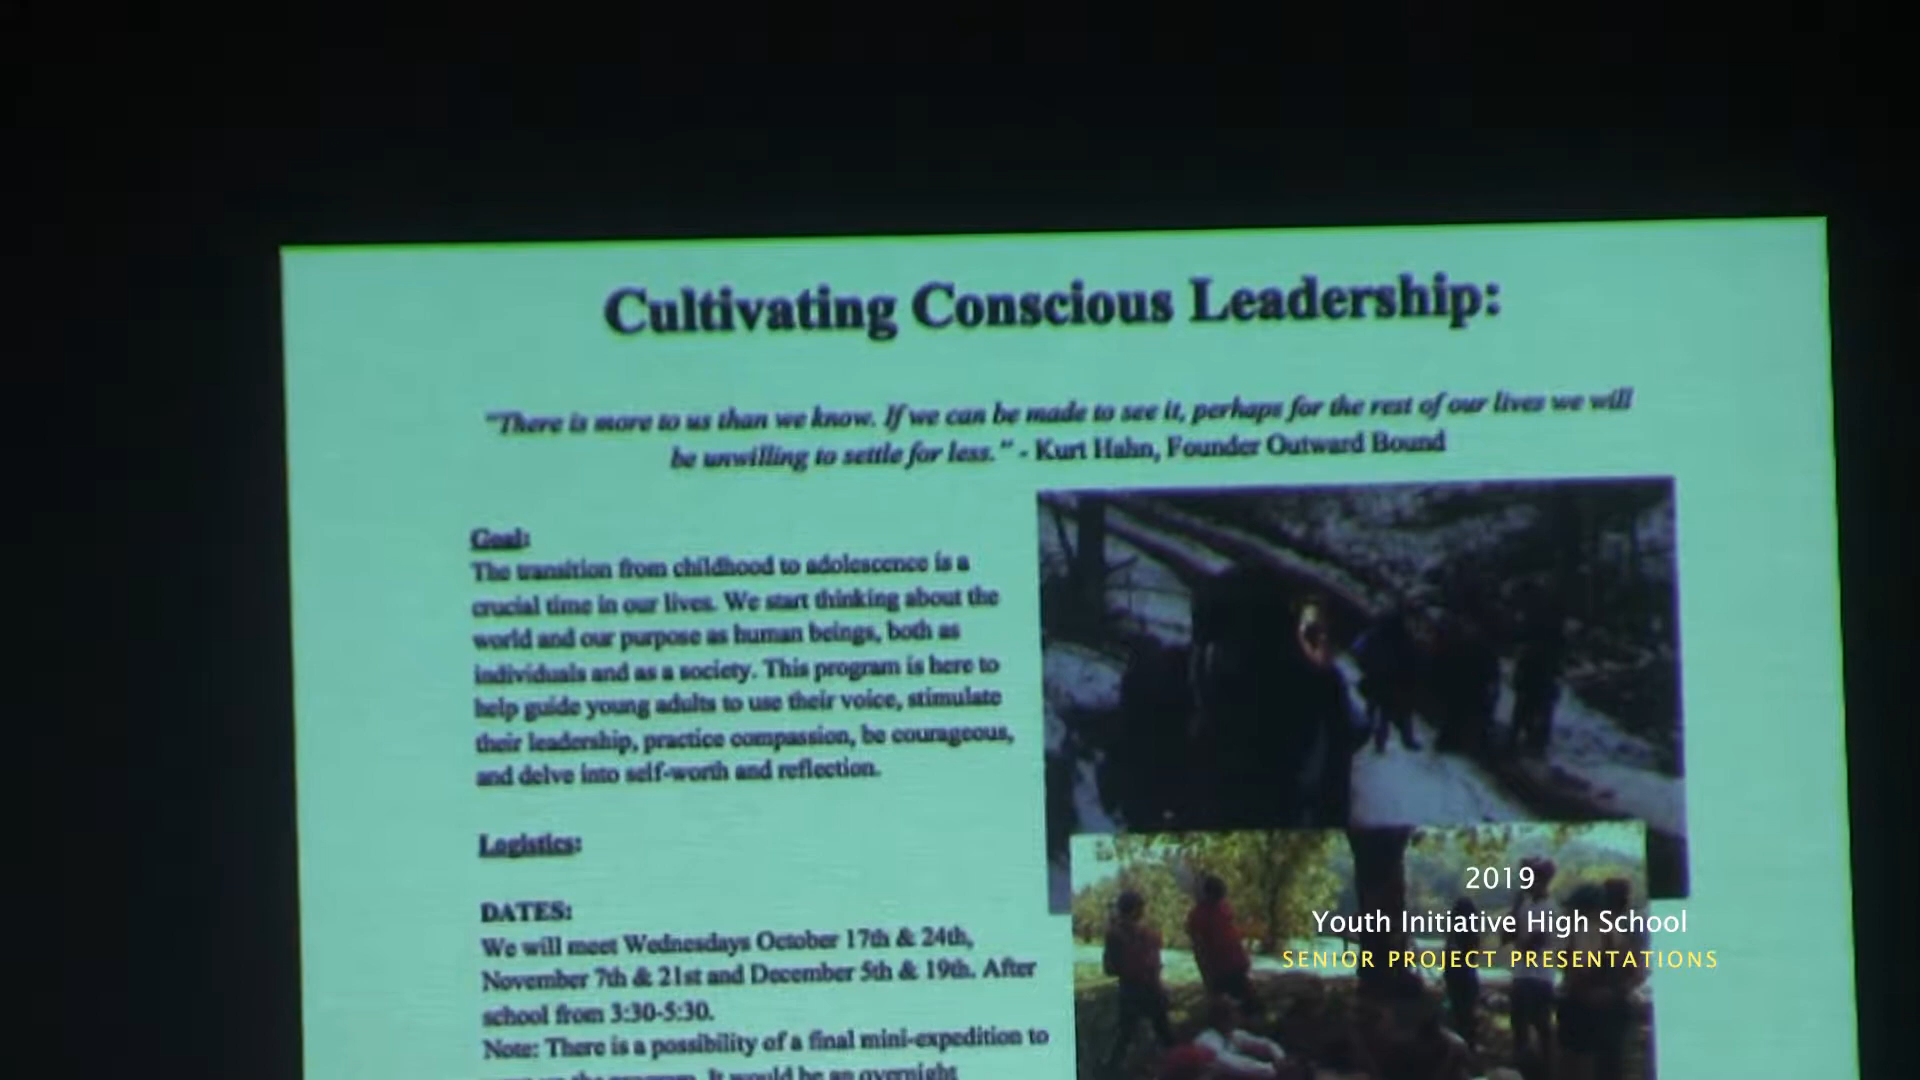 Cultivating Conscious Leadership:
"There is more to us than we know. If we can be made to see it, perhaps for the rest of our lives we will
be unwilling to settle for less." - Kurt Hahn, Founder Outward Bound
Goal:
The transition from childhood to adolescence is a
crucial time in our lives. We start thinking about the
world and our purpose as human beings, both as
individuals and as a society. This program is here to
help guide young adults to use their voice, stimulate
their leadership, practice compassion, be courageous,
and delve into self-worth and reflection.
Logistics:
DATES:
We will meet Wednesdays October 17th & 24th,
November 7th & 21st and December 5th & 19th. After
school from 3:30-5:30.
Note: There is a possibility of a final mini-expedition to
the program. It would be an overnight
2019
Youth Initiative High School
SENIOR PROJECT PRESENTATIONS